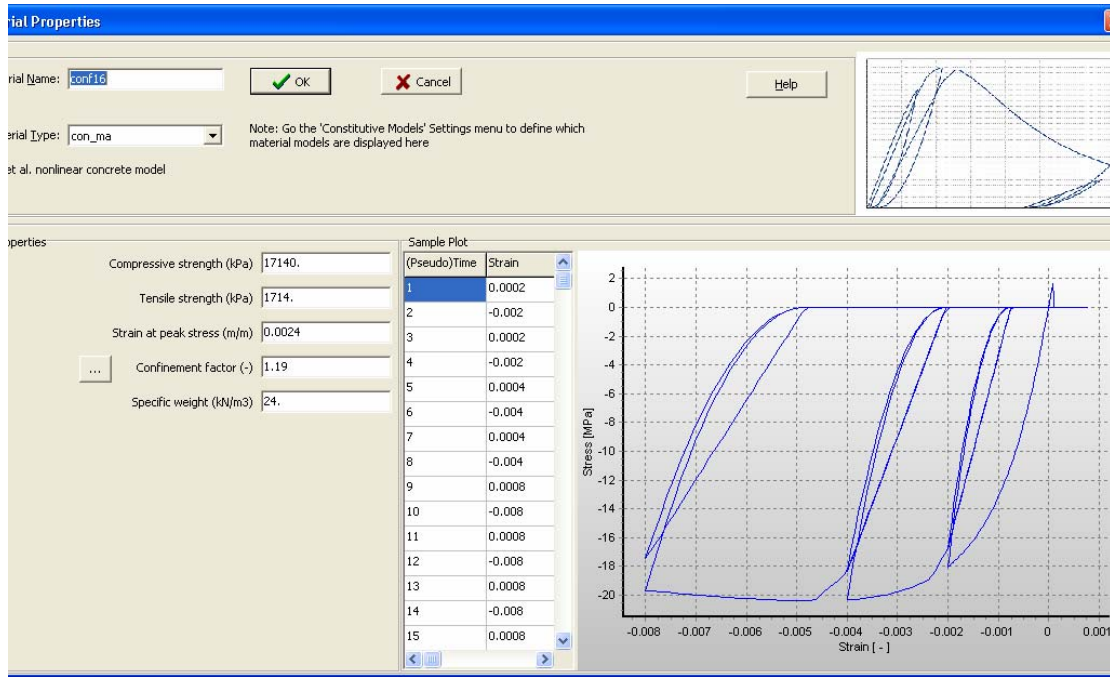 rial Properties
rial Name: conf16
OK
Cancel
Help
erial Type: con_ma
Note: Go the 'Constitutive Models' Settings menu to define which
material models are displayed here
et al. nonlinear concrete model
operties
Compressive strength (kPa) 17140.
Tensile strength (kPa) 1714.
Strain at peak stress (m/m) 0.0024
... Confinement factor (-) 1.19
Specific weight (kN/m3) 24.
Sample Plot
(Pseudo)Time Strain
1 0.0002
2 -0.002
3 0.0002
4 -0.002
5 0.0004
6 -0.004
7 0.0004
8 -0.004
9 0.0008
10 -0.008
11 0.0008
12 -0.008
13 0.0008
14 -0.008
15 0.0008
2
0
-2
-4
-6
-8
-10
-12
-14
-16
-18
-20
Stress [MPa]
-0.008 -0.007 -0.006 -0.005 -0.004 -0.003 -0.002 -0.001 0 0.001
Strain [ - ]